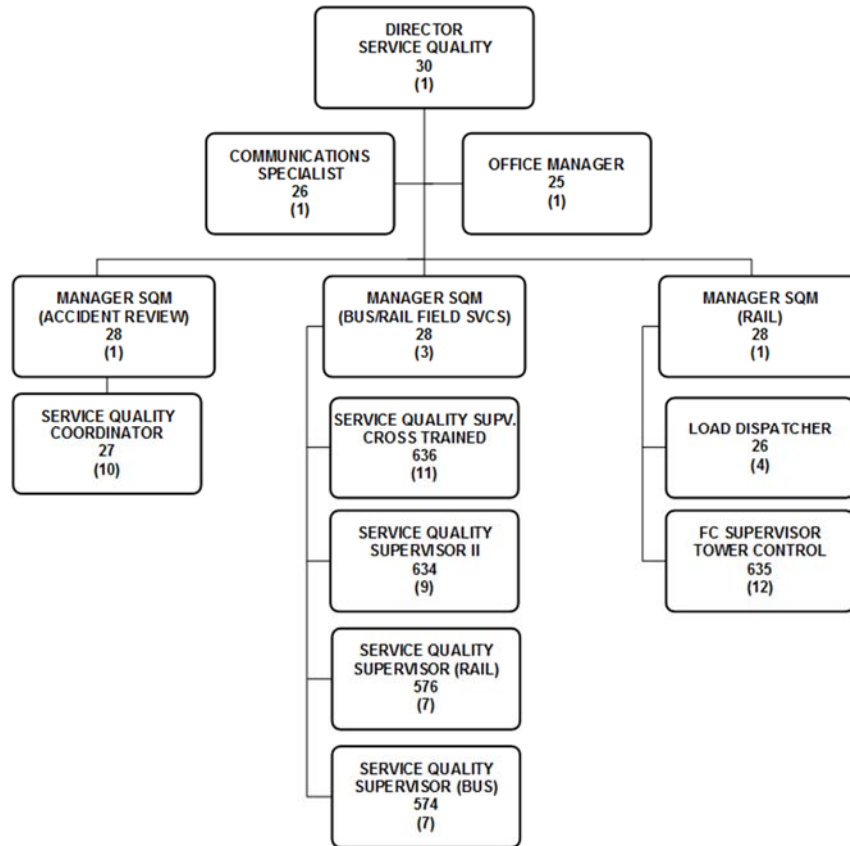 DIRECTOR
SERVICE QUALITY
30
(1)
COMMUNICATIONS
SPECIALIST
26
(1)
OFFICE MANAGER
25
(1)
MANAGER SQM
(ACCIDENT REVIEW)
28
(1)
MANAGER SQM
(BUS/RAIL FIELD SVCS)
28
(3)
MANAGER SQM
(RAIL)
28
(1)
SERVICE QUALITY
COORDINATOR
27
(10)
SERVICE QUALITY SUPV.
CROSS TRAINED
636
(11)
LOAD DISPATCHER
26
(4)
SERVICE QUALITY
SUPERVISOR II
634
(9)
FC SUPERVISOR
TOWER CONTROL
635
(12)
SERVICE QUALITY
SUPERVISOR (RAIL)
576
(7)
SERVICE QUALITY
SUPERVISOR (BUS)
574
(7)